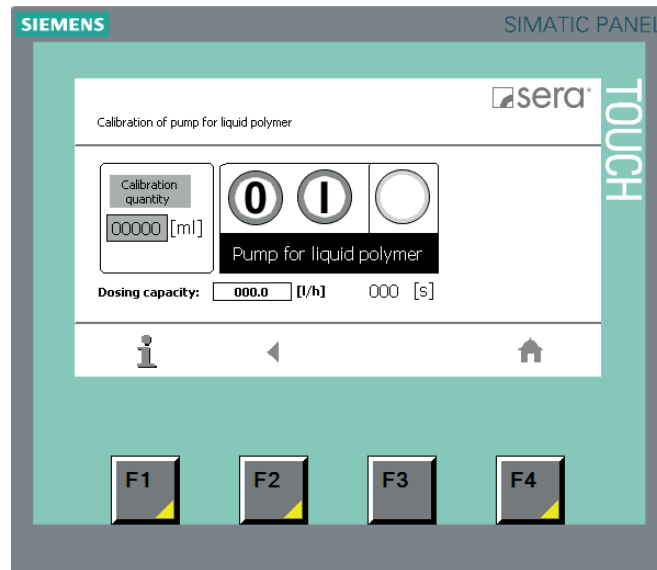 SIEMENS
SIMATIC PANEL
sera
TOUCH
Calibration of pump for liquid polymer
Calibration
quantity
00000 [ml]
0 I
Pump for liquid polymer
Dosing capacity: 000.0 [l/h] 000 [s]
F1 F2 F3 F4